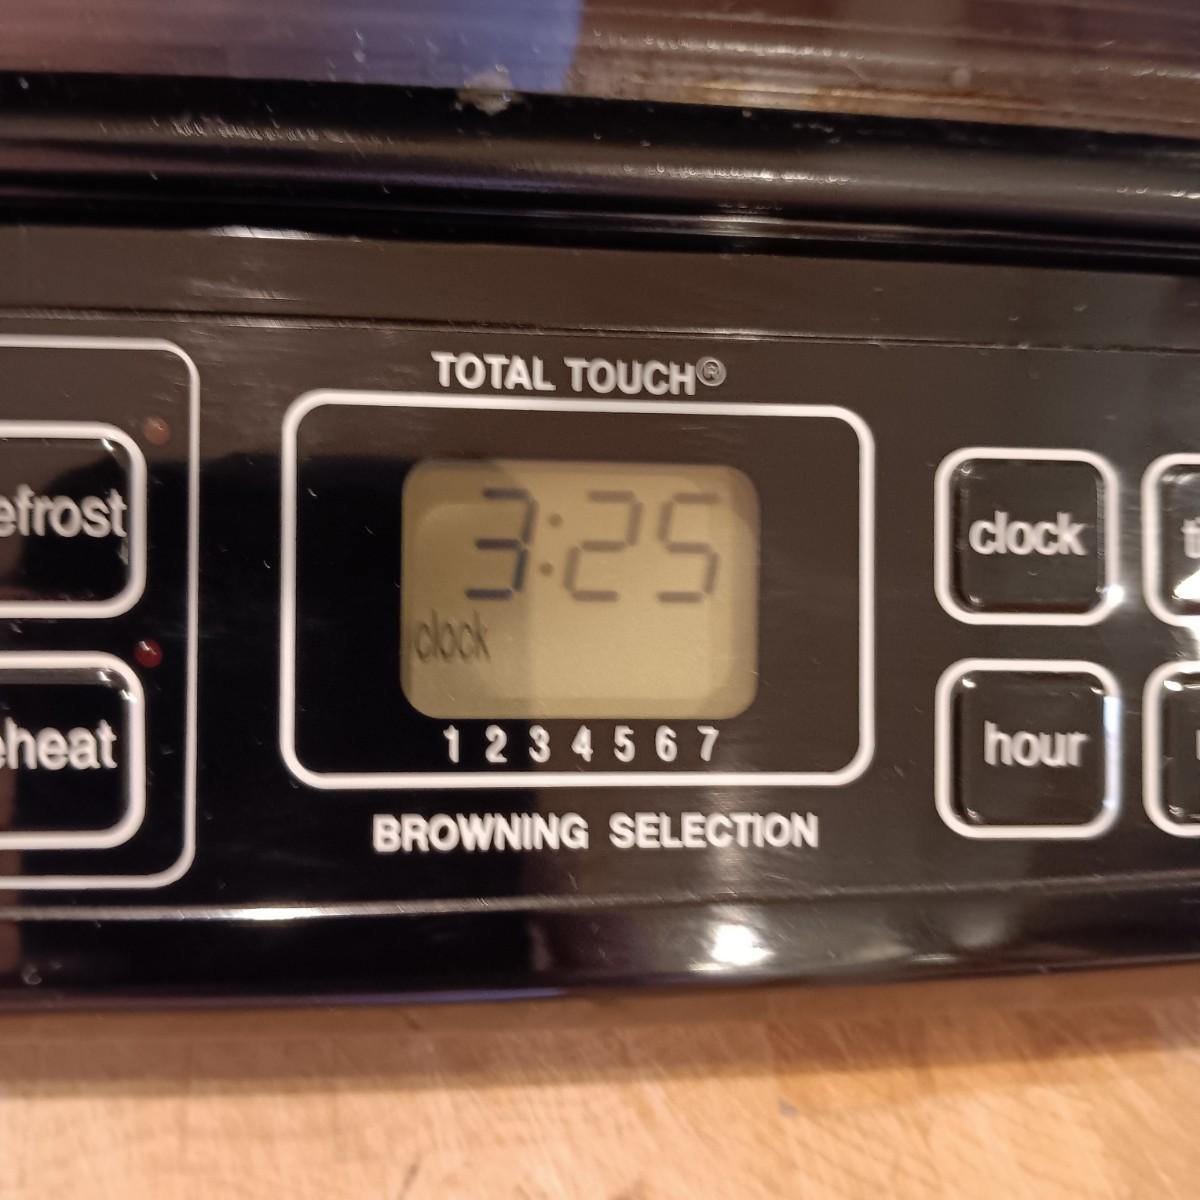 TOTAL TOUCH®
efrost
3:25
clock
clock
eheat
1 2 3 4 5 6 7
hour
BROWNING SELECTION